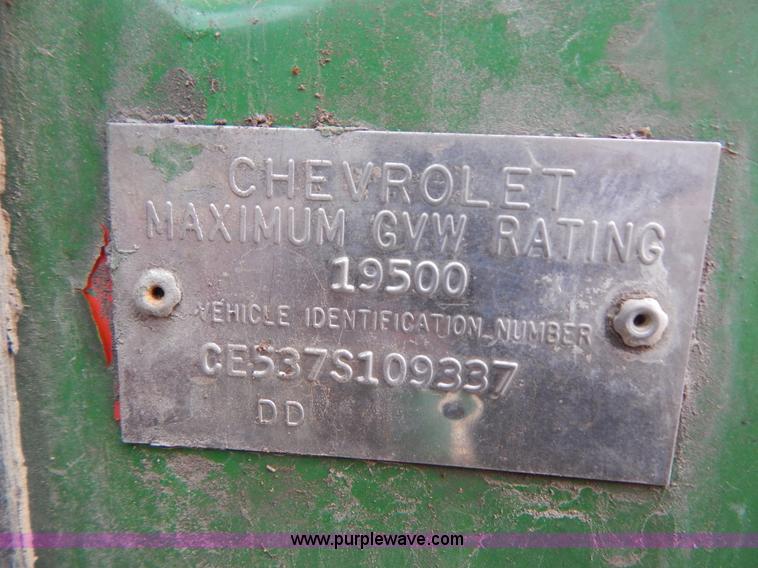 CHEVROLET
MAXIMUM GVW RATING
19500
VEHICLE IDENTIFICATION NUMBER
CE537S109337
DD
www.purplewave.com